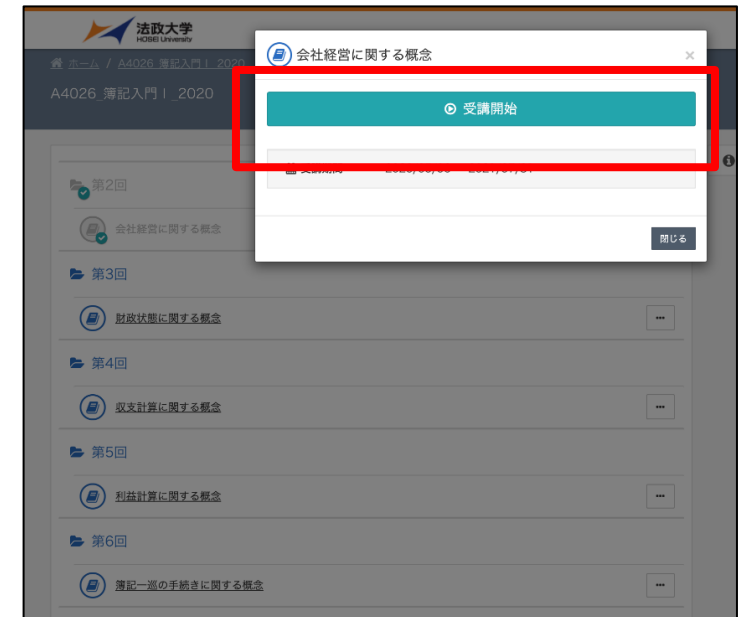 法政大学
HOSEI University
ホーム / A4026_簿記入門Ⅰ_2020
A4026_簿記入門Ⅰ_2020
会社経営に関する概念
×
受講開始
閉じる
第2回
会社経営に関する概念
第3回
財政状態に関する概念
第4回
収支計算に関する概念
第5回
利益計算に関する概念
第6回
簿記一巡の手続きに関する概念